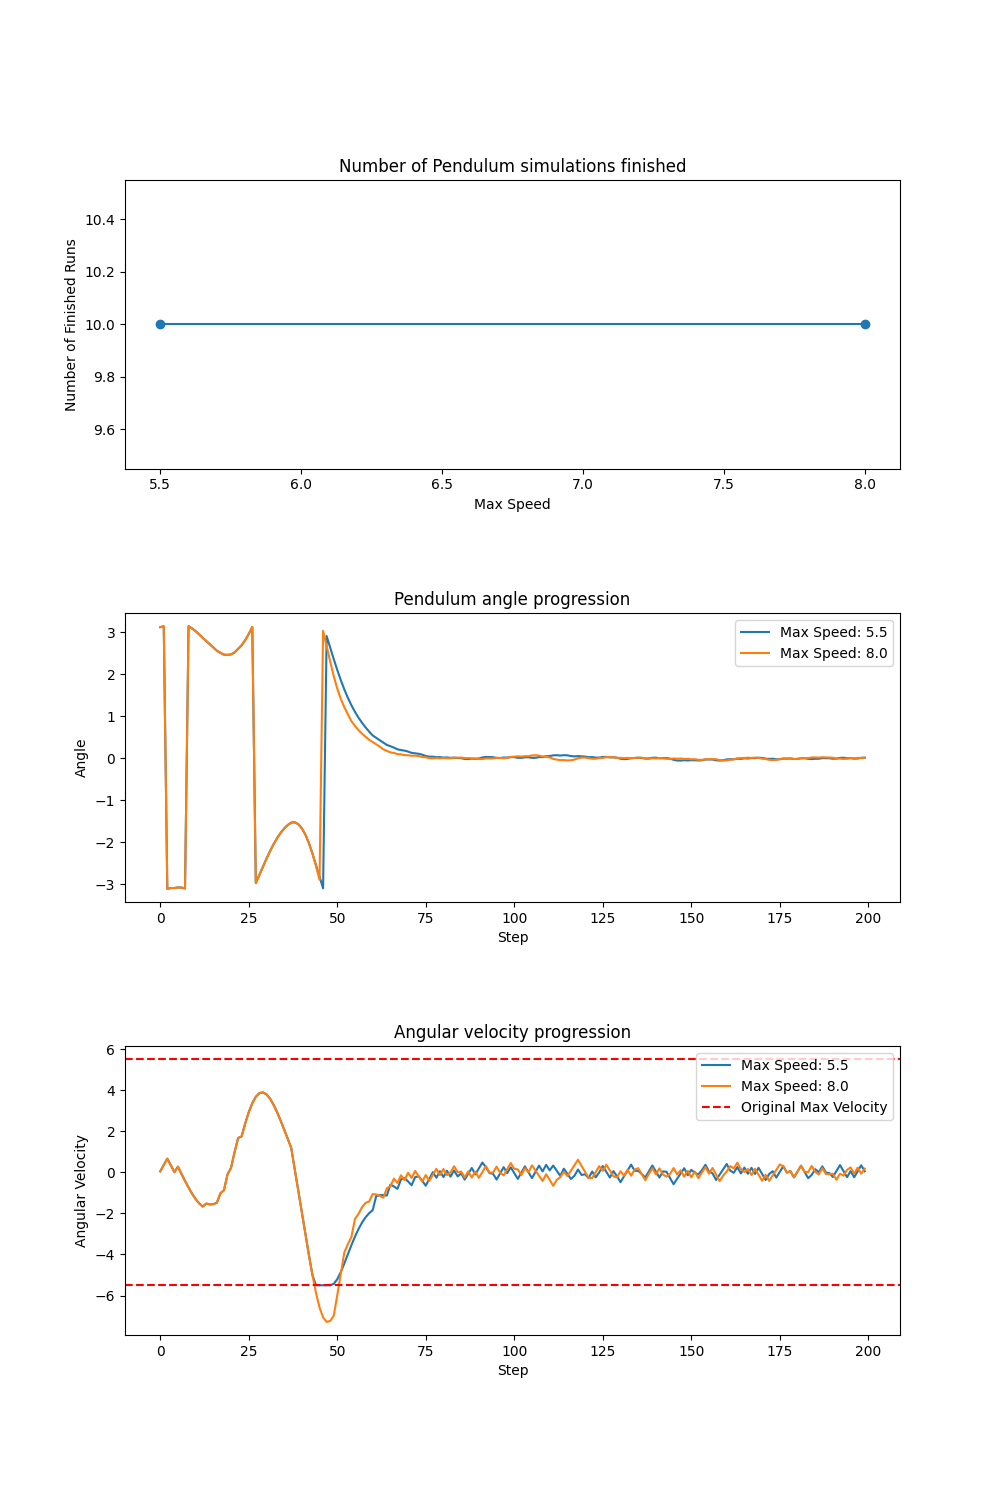 Number of Pendulum simulations finished
10.4
10.2
10.0
9.8
9.6
Number of Finished Runs
5.5 6.0 6.5 7.0 7.5 8.0
Max Speed
Pendulum angle progression
Max Speed: 5.5
Max Speed: 8.0
3
2
1
0
−1
−2
−3
Angle
0 25 50 75 100 125 150 175 200
Step
Angular velocity progression
Max Speed: 5.5
Max Speed: 8.0
Original Max Velocity
6
4
2
0
−2
−4
−6
Angular Velocity
0 25 50 75 100 125 150 175 200
Step